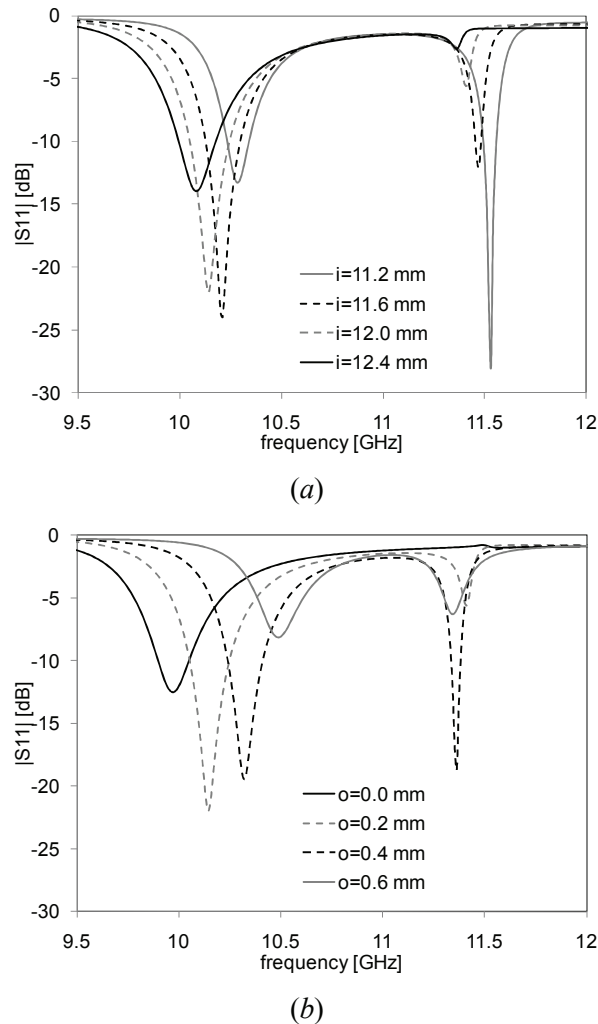 0
-5
-10
-15
-20
-25
-30
|S11| [dB]
i=11.2 mm
i=11.6 mm
i=12.0 mm
i=12.4 mm
9.5 10 10.5 11 11.5 12
frequency [GHz]
(a)
0
-5
-10
-15
-20
-25
-30
|S11| [dB]
o=0.0 mm
o=0.2 mm
o=0.4 mm
o=0.6 mm
9.5 10 10.5 11 11.5 12
frequency [GHz]
(b)